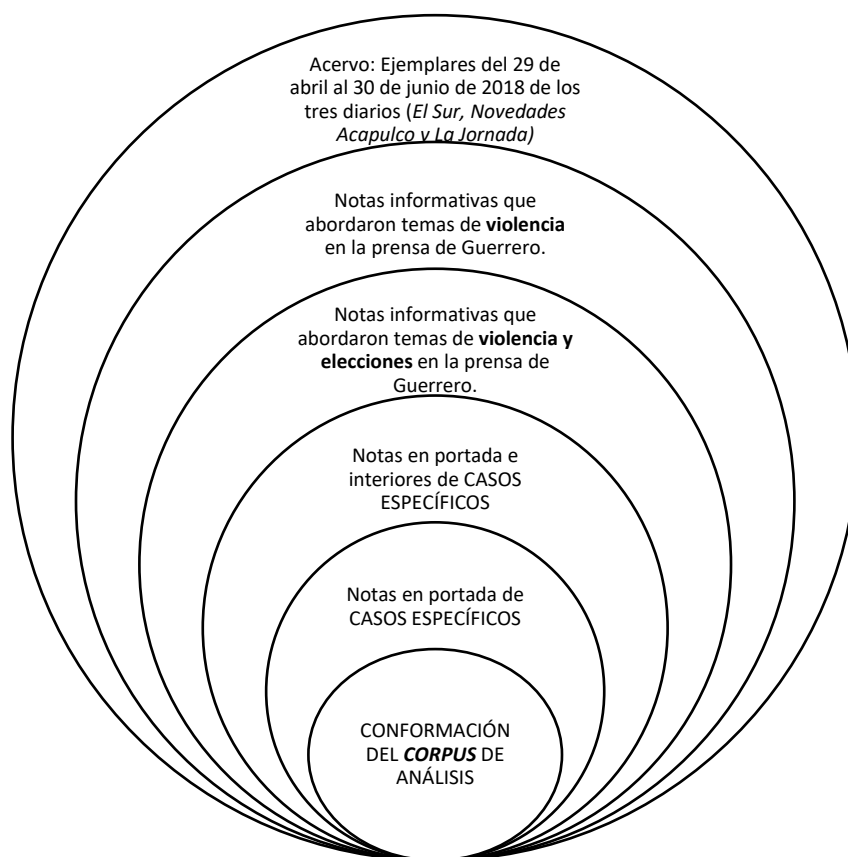 Acervo: Ejemplares del 29 de
abril al 30 de junio de 2018 de los
tres diarios (El Sur, Novedades
Acapulco y La Jornada)
Notas informativas que
abordaron temas de violencia
en la prensa de Guerrero.
Notas informativas que
abordaron temas de violencia y
elecciones en la prensa de
Guerrero.
Notas en portada e
interiores de CASOS
ESPECÍFICOS
Notas en portada de
CASOS ESPECÍFICOS
CONFORMACIÓN
DEL CORPUS DE
ANÁLISIS